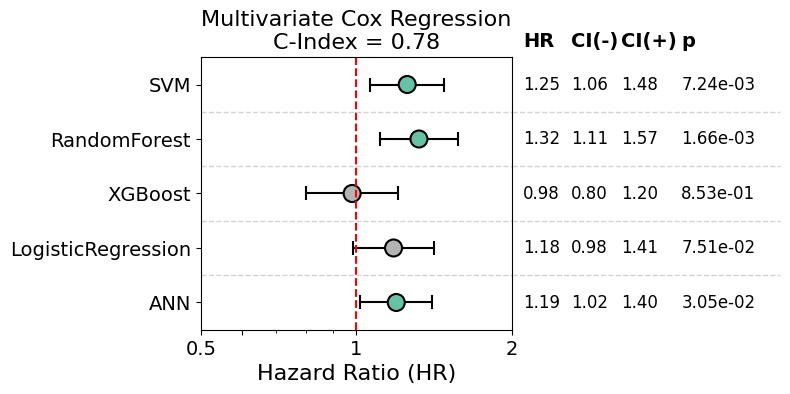 Multivariate Cox Regression
C-Index = 0.78
HR CI(-) CI(+) p
SVM 1.25 1.06 1.48 7.24e-03
RandomForest 1.32 1.11 1.57 1.66e-03
XGBoost 0.98 0.80 1.20 8.53e-01
LogisticRegression 1.18 0.98 1.41 7.51e-02
ANN 1.19 1.02 1.40 3.05e-02
0.5 1 2
Hazard Ratio (HR)